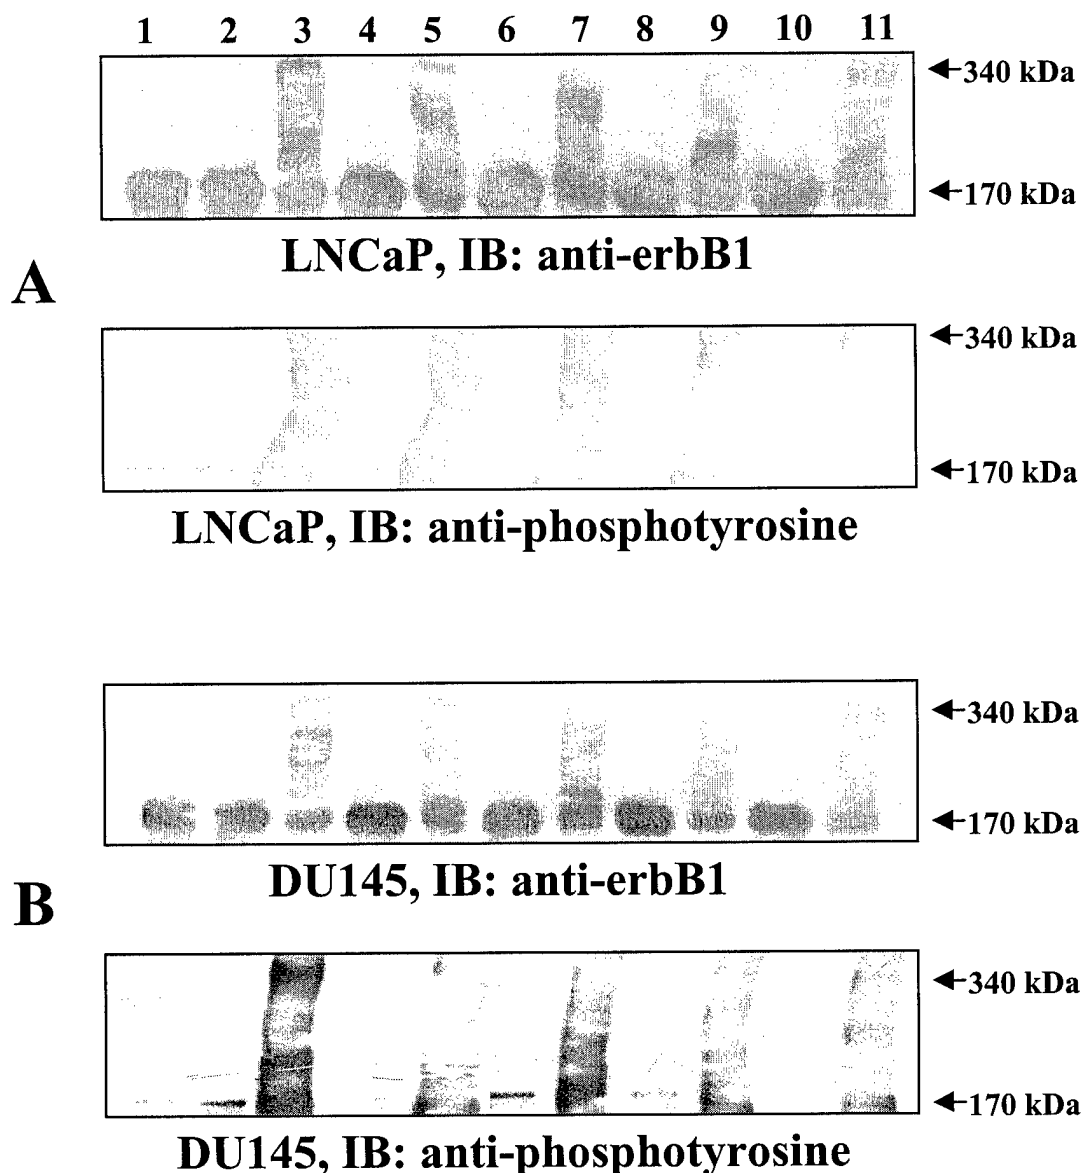 1 2 3 4 5 6 7 8 9 10 11
340 kDa
170 kDa
LNCaP, IB: anti-erbB1
A
340 kDa
170 kDa
LNCaP, IB: anti-phosphotyrosine
340 kDa
170 kDa
DU145, IB: anti-erbB1
B
340 kDa
170 kDa
DU145, IB: anti-phosphotyrosine